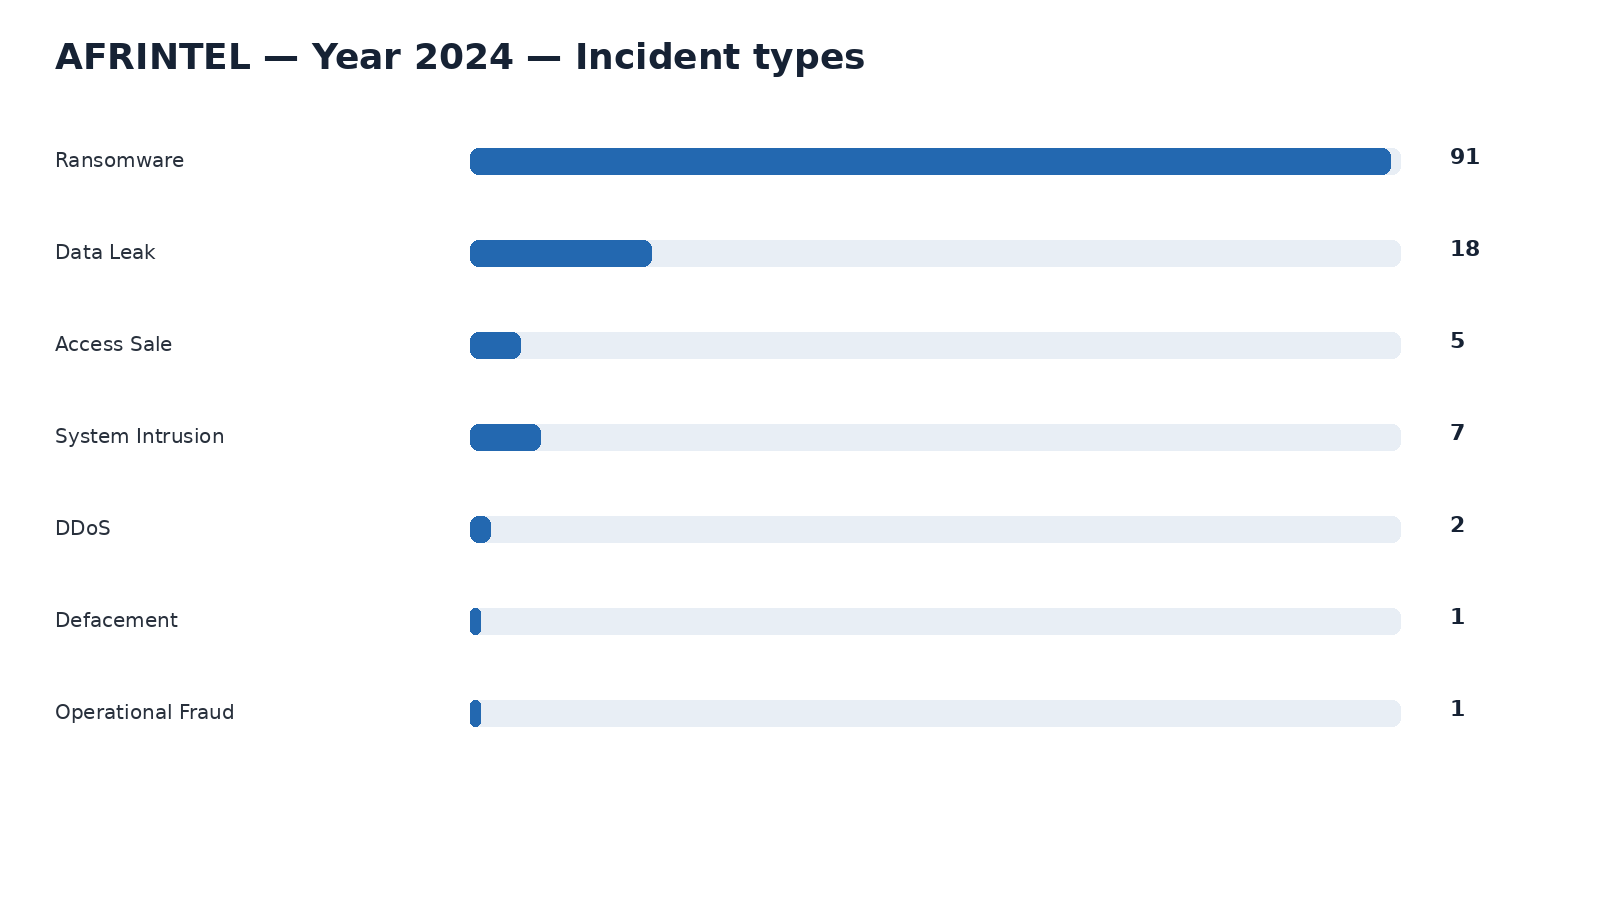 AFRINTEL — Year 2024 — Incident types
Ransomware 91
Data Leak 18
Access Sale 5
System Intrusion 7
DDoS 2
Defacement 1
Operational Fraud 1